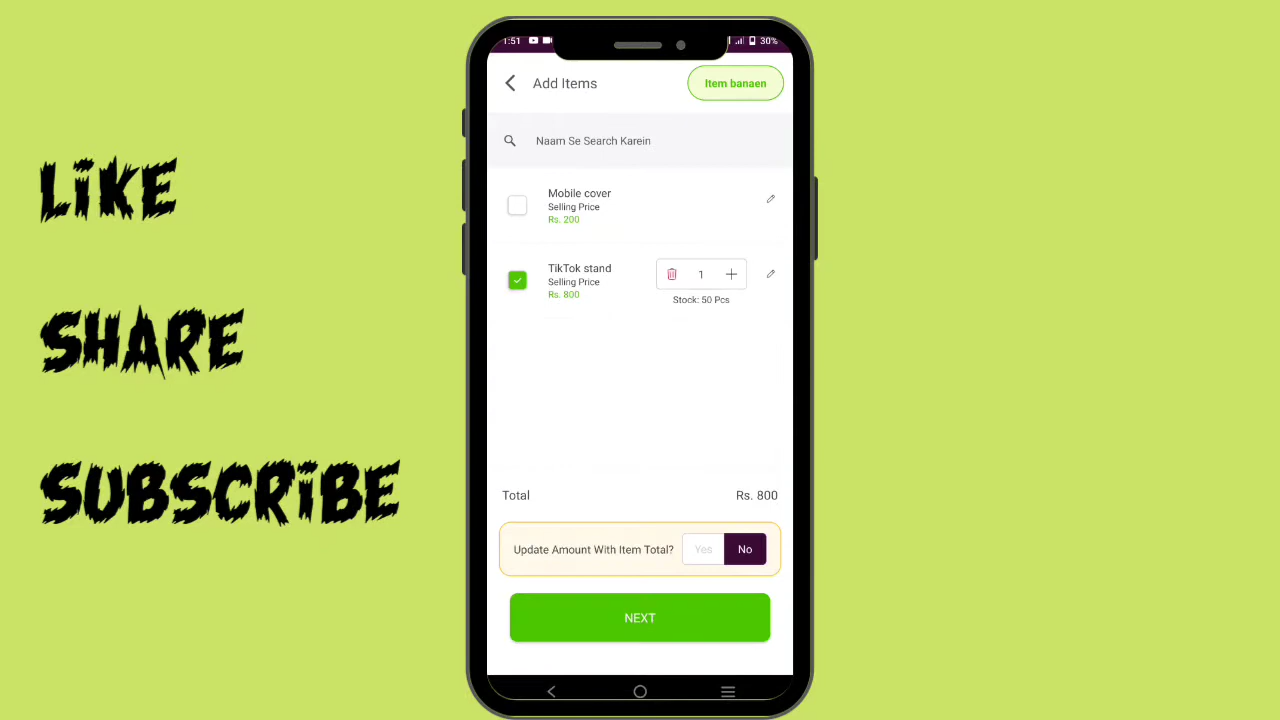 LIKE
SHARE
SUBSCRIBE
1:51
30%
Add Items
Item banaen
Naam Se Search Karein
Mobile cover
Selling Price
Rs. 200
TikTok stand
Selling Price
Rs. 800
1
Stock: 50 Pcs
Total
Rs. 800
Update Amount With Item Total?
Yes
No
NEXT